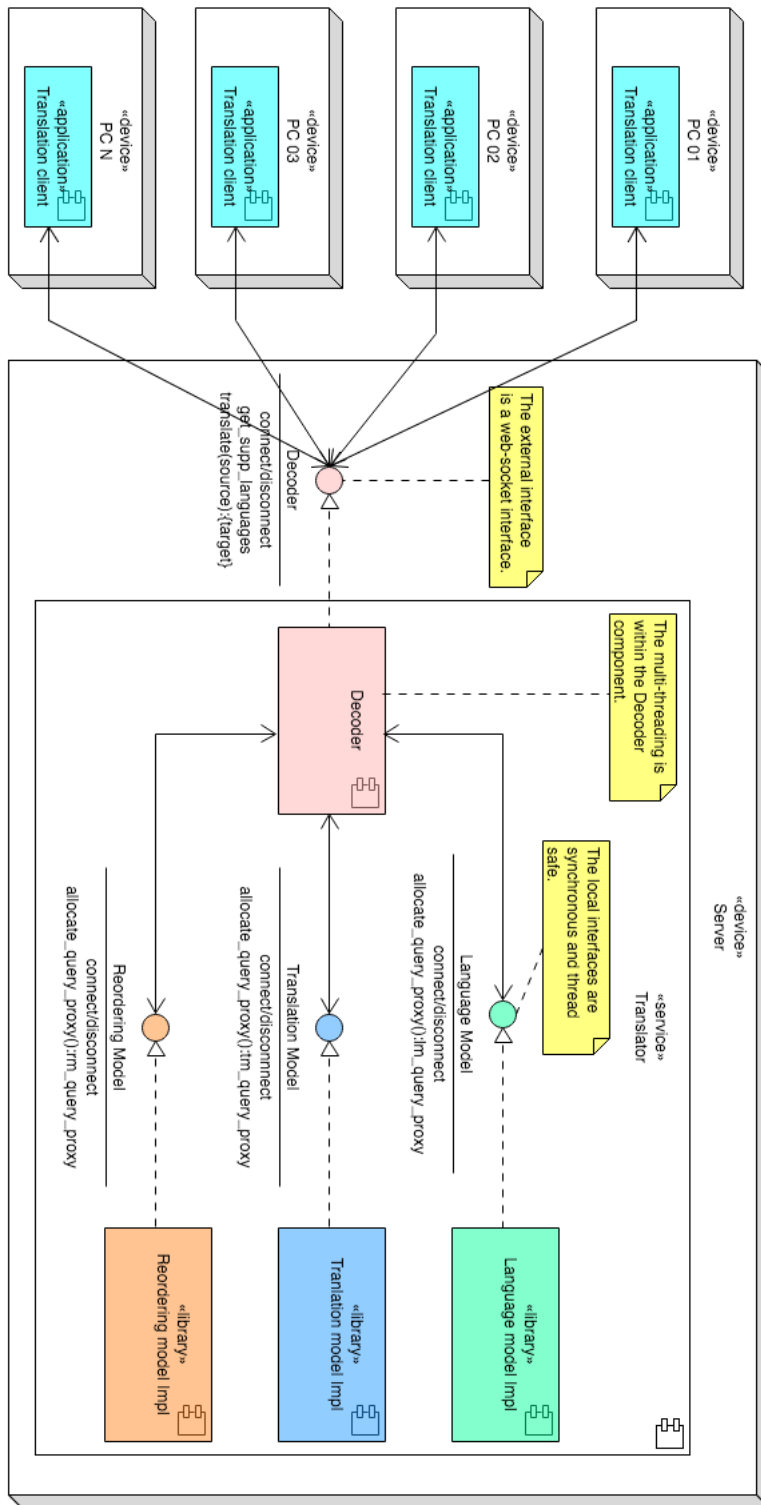 «device»
PC 01
«application»
Translation client
«device»
PC 02
«application»
Translation client
«device»
PC 03
«application»
Translation client
«device»
PC N
«application»
Translation client
«device»
Server
The external interface
is a web-socket interface.
Decoder
connect/disconnect
get_supp_languages
translate(source):{target}
«service»
Translator
The multi-threading is
within the Decoder
component.
Decoder
The local interfaces are
synchronous and thread
safe.
Language Model
connect/disconnect
allocate_query_proxy():lm_query_proxy
«library»
Language model Impl
Translation Model
connect/disconnnect
allocate_query_proxy():tm_query_proxy
«library»
Tranlation model Impl
Reordering Model
connect/disconnect
allocate_query_proxy():rm_query_proxy
«library»
Reordering model Impl